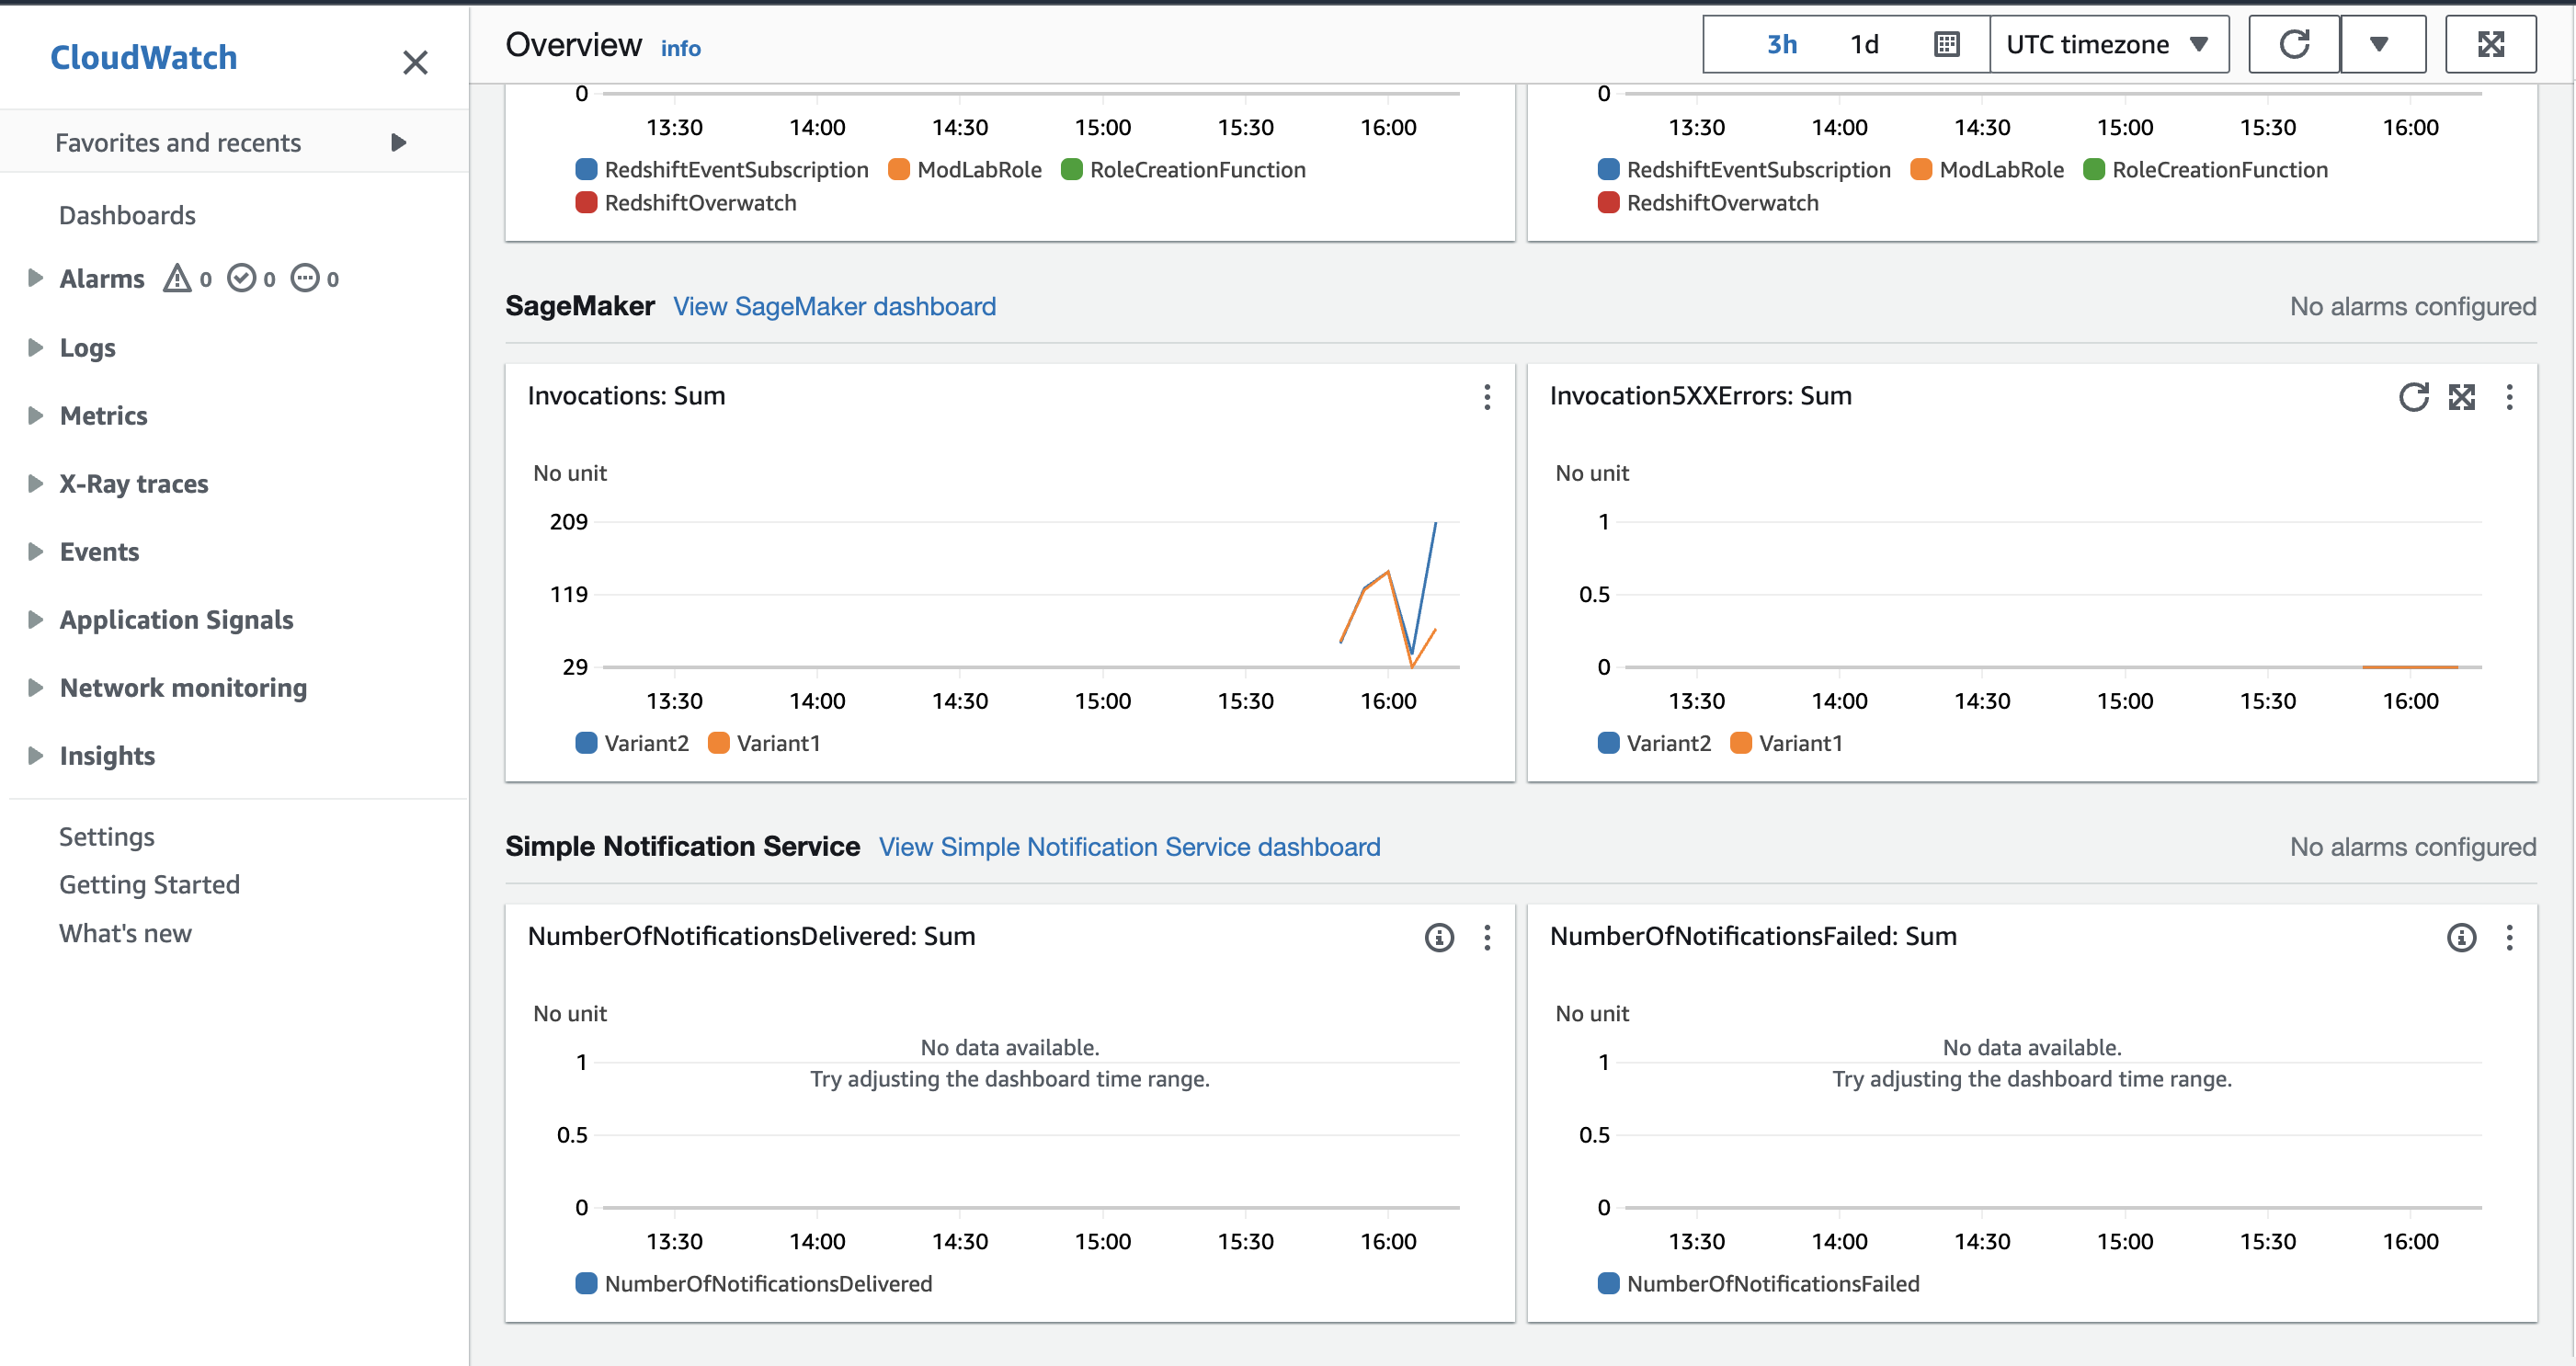 CloudWatch
Favorites and recents
Dashboards
Alarms 0 0 0
Logs
Metrics
X-Ray traces
Events
Application Signals
Network monitoring
Insights
Settings
Getting Started
What's new
Overview info
3h 1d UTC timezone
0
13:30 14:00 14:30 15:00 15:30 16:00
RedshiftEventSubscription ModLabRole RoleCreationFunction
RedshiftOverwatch
0
13:30 14:00 14:30 15:00 15:30 16:00
RedshiftEventSubscription ModLabRole RoleCreationFunction
RedshiftOverwatch
SageMaker View SageMaker dashboard No alarms configured
Invocations: Sum
No unit
209
119
29
13:30 14:00 14:30 15:00 15:30 16:00
Variant2 Variant1
Invocation5XXErrors: Sum
No unit
1
0.5
0
13:30 14:00 14:30 15:00 15:30 16:00
Variant2 Variant1
Simple Notification Service View Simple Notification Service dashboard No alarms configured
NumberOfNotificationsDelivered: Sum
No unit
No data available.
Try adjusting the dashboard time range.
1
0.5
0
13:30 14:00 14:30 15:00 15:30 16:00
NumberOfNotificationsDelivered
NumberOfNotificationsFailed: Sum
No unit
No data available.
Try adjusting the dashboard time range.
1
0.5
0
13:30 14:00 14:30 15:00 15:30 16:00
NumberOfNotificationsFailed